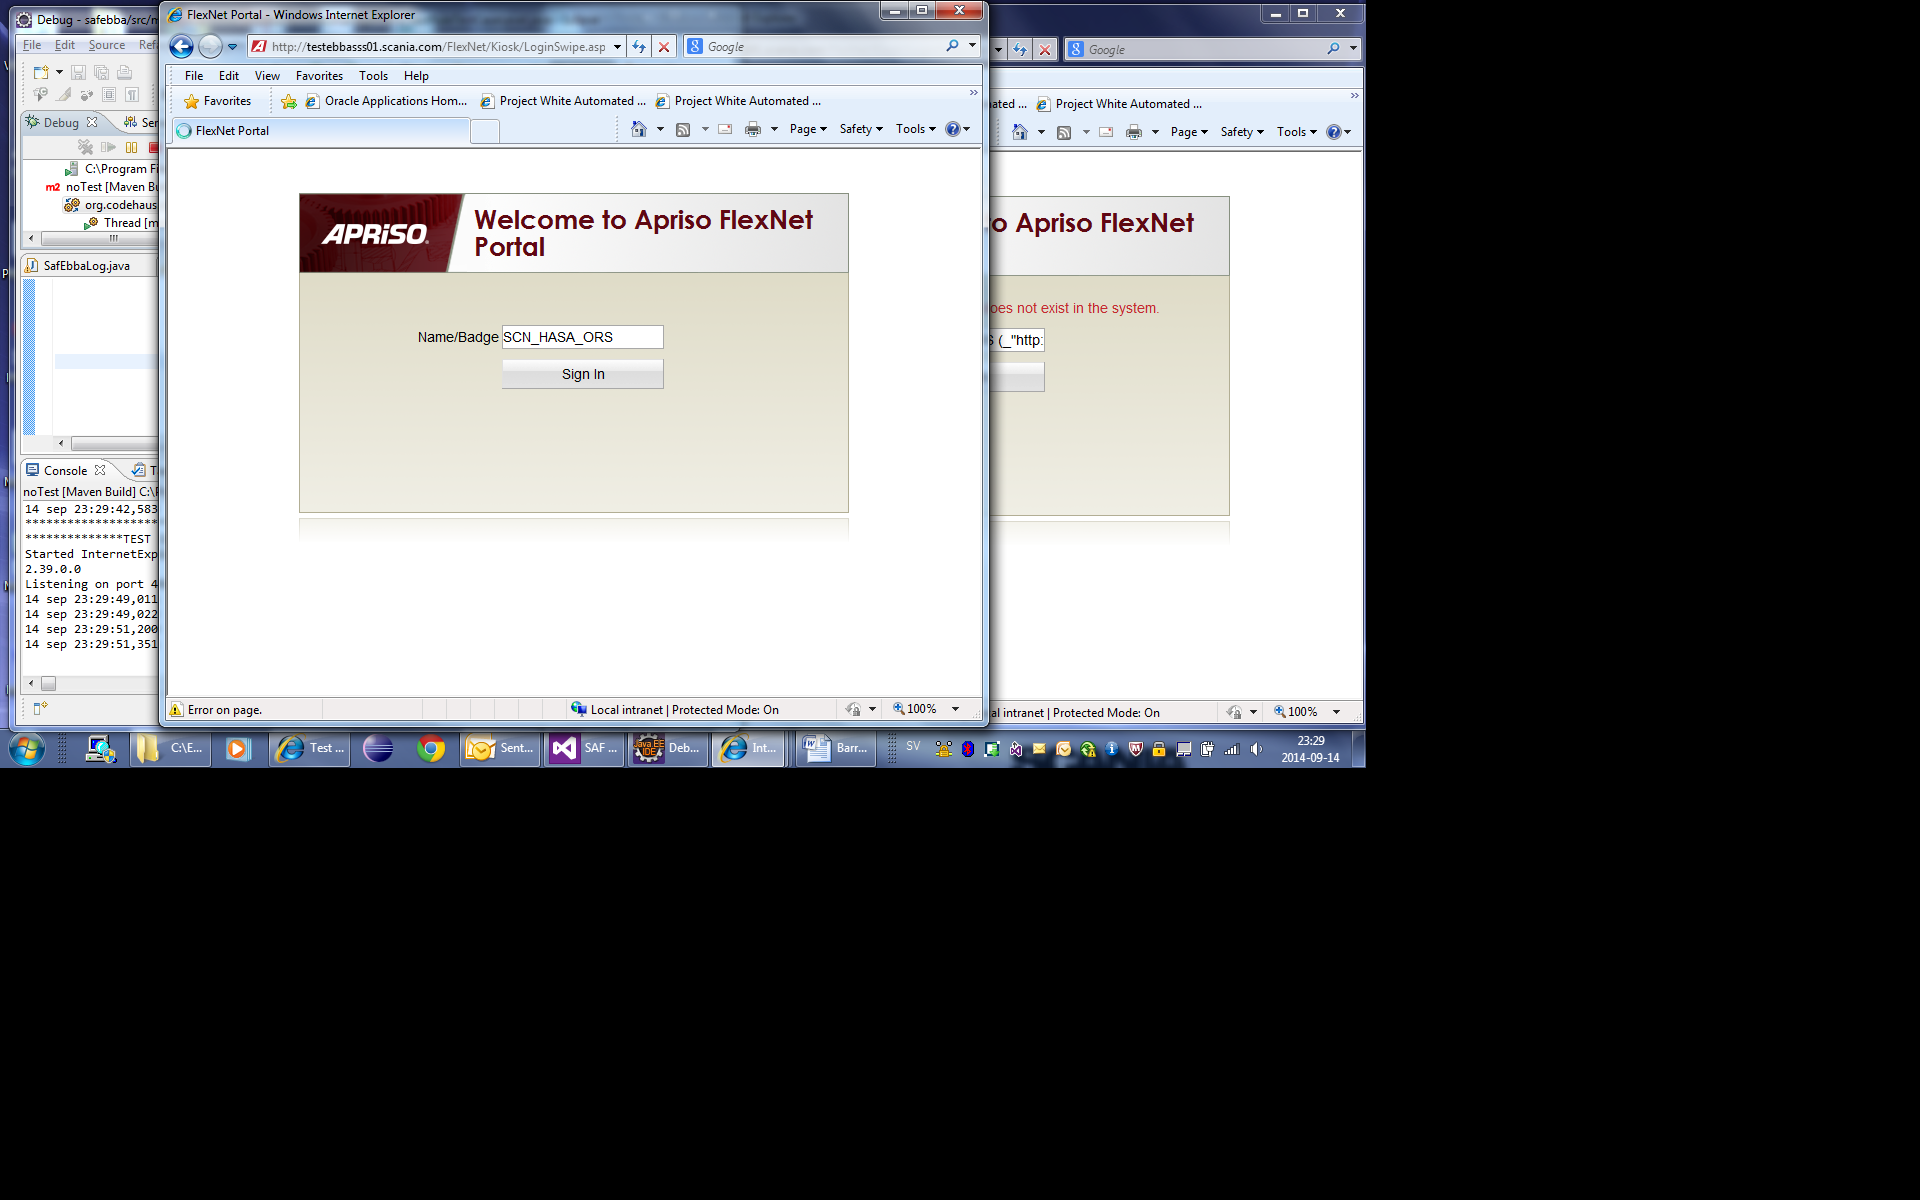 Debug - safebba/src/m
File Edit Source Ref
Debug Ser
C:\Program Fi
noTest [Maven Bu
org.codehaus
Thread [m
SafEbbaLog.java
Console
noTest [Maven Build] C:\P
14 sep 23:29:42,583
*******************
**************TEST
Started InternetExp
2.39.0.0
Listening on port 4
14 sep 23:29:49,011
14 sep 23:29:49,022
14 sep 23:29:51,200
14 sep 23:29:51,351
FlexNet Portal - Windows Internet Explorer
http://testebbasss01.scania.com/FlexNet/Kiosk/LoginSwipe.asp
Google
File Edit View Favorites Tools Help
Favorites Oracle Applications Hom... Project White Automated ... Project White Automated ...
FlexNet Portal
Page Safety Tools
APRISO
Welcome to Apriso FlexNet
Portal
Name/Badge SCN_HASA_ORS
Sign In
Error on page.
Local intranet | Protected Mode: On
100%
Google
ated ... Project White Automated ...
Page Safety Tools
o Apriso FlexNet
oes not exist in the system.
(_"http:
al intranet | Protected Mode: On
100%
C:\E... Test ... Sent... SAF ... Deb... Int... Barr... SV
23:29
2014-09-14